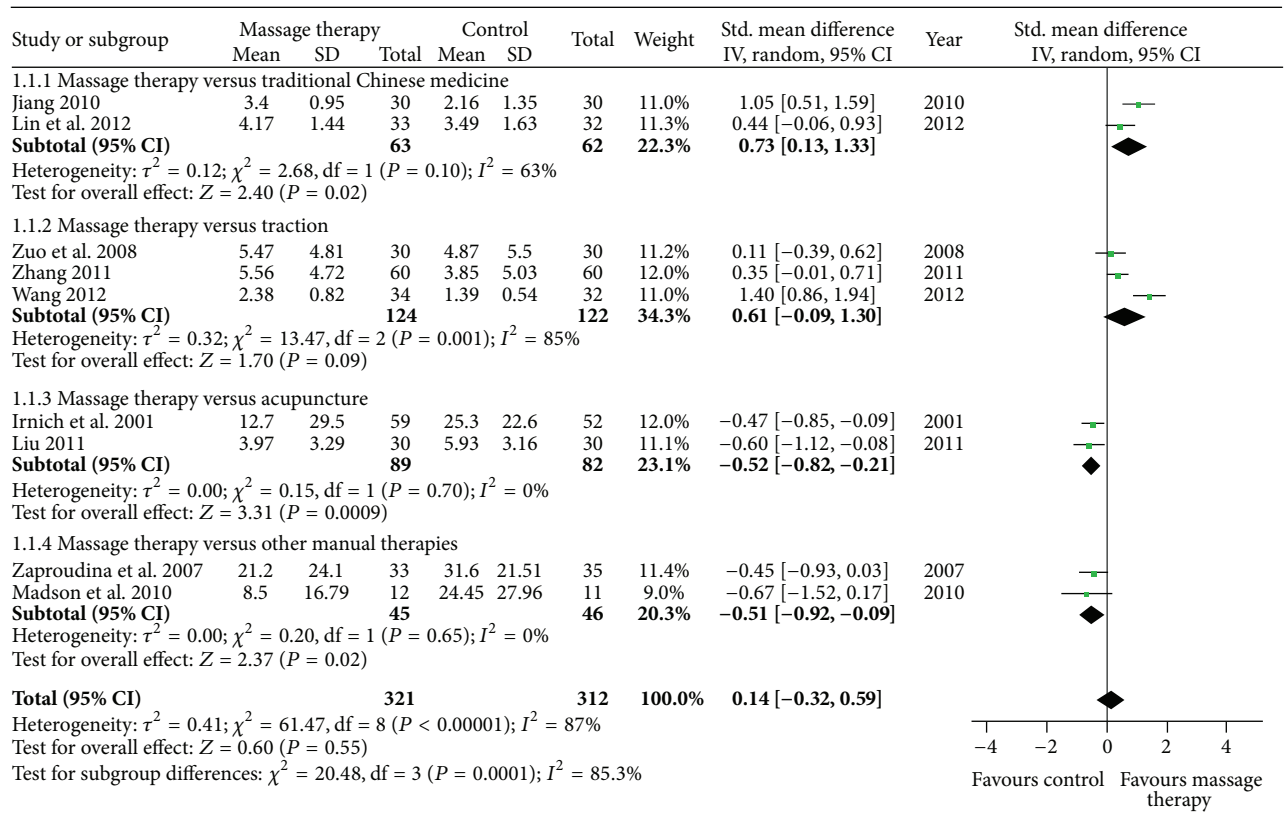 Study or subgroup Massage therapy Control Total Weight Std. mean difference Year Std. mean difference
Mean SD Total Mean SD IV, random, 95% CI IV, random, 95% CI
1.1.1 Massage therapy versus traditional Chinese medicine
Jiang 2010 3.4 0.95 30 2.16 1.35 30 11.0% 1.05 [0.51, 1.59] 2010
Lin et al. 2012 4.17 1.44 33 3.49 1.63 32 11.3% 0.44 [−0.06, 0.93] 2012
Subtotal (95% CI) 63 62 22.3% 0.73 [0.13, 1.33]
Heterogeneity: τ² = 0.12; χ² = 2.68, df = 1 (P = 0.10); I² = 63%
Test for overall effect: Z = 2.40 (P = 0.02)
1.1.2 Massage therapy versus traction
Zuo et al. 2008 5.47 4.81 30 4.87 5.5 30 11.2% 0.11 [−0.39, 0.62] 2008
Zhang 2011 5.56 4.72 60 3.85 5.03 60 12.0% 0.35 [−0.01, 0.71] 2011
Wang 2012 2.38 0.82 34 1.39 0.54 32 11.0% 1.40 [0.86, 1.94] 2012
Subtotal (95% CI) 124 122 34.3% 0.61 [−0.09, 1.30]
Heterogeneity: τ² = 0.32; χ² = 13.47, df = 2 (P = 0.001); I² = 85%
Test for overall effect: Z = 1.70 (P = 0.09)
1.1.3 Massage therapy versus acupuncture
Irnich et al. 2001 12.7 29.5 59 25.3 22.6 52 12.0% −0.47 [−0.85, −0.09] 2001
Liu 2011 3.97 3.29 30 5.93 3.16 30 11.1% −0.60 [−1.12, −0.08] 2011
Subtotal (95% CI) 89 82 23.1% −0.52 [−0.82, −0.21]
Heterogeneity: τ² = 0.00; χ² = 0.15, df = 1 (P = 0.70); I² = 0%
Test for overall effect: Z = 3.31 (P = 0.0009)
1.1.4 Massage therapy versus other manual therapies
Zaproudina et al. 2007 21.2 24.1 33 31.6 21.51 35 11.4% −0.45 [−0.93, 0.03] 2007
Madson et al. 2010 8.5 16.79 12 24.45 27.96 11 9.0% −0.67 [−1.52, 0.17] 2010
Subtotal (95% CI) 45 46 20.3% −0.51 [−0.92, −0.09]
Heterogeneity: τ² = 0.00; χ² = 0.20, df = 1 (P = 0.65); I² = 0%
Test for overall effect: Z = 2.37 (P = 0.02)
Total (95% CI) 321 312 100.0% 0.14 [−0.32, 0.59]
Heterogeneity: τ² = 0.41; χ² = 61.47, df = 8 (P < 0.00001); I² = 87%
Test for overall effect: Z = 0.60 (P = 0.55)
Test for subgroup differences: χ² = 20.48, df = 3 (P = 0.0001); I² = 85.3%
−4 −2 0 2 4
Favours control Favours massage
therapy